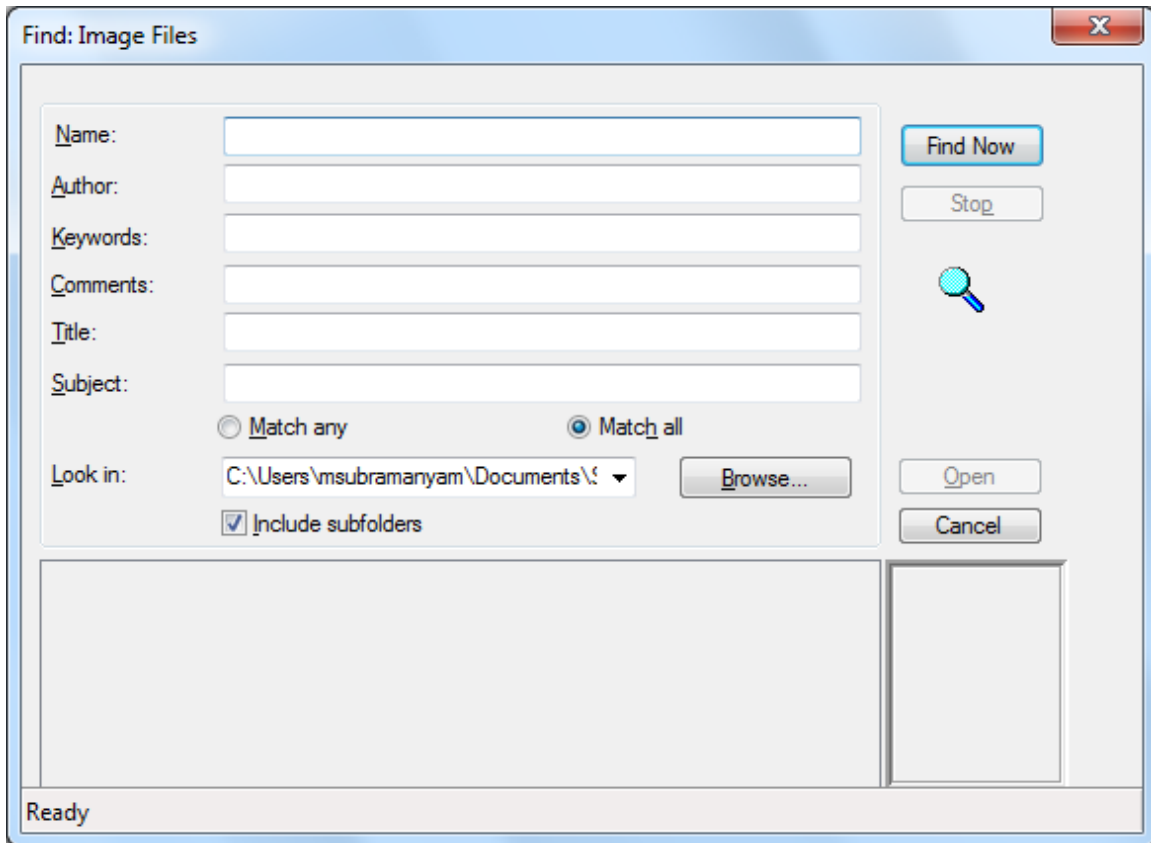 Find: Image Files
Name:
Find Now
Author:
Stop
Keywords:
Comments:
Title:
Subject:
Match any
Match all
Look in:
C:\Users\msubramanyam\Documents\
Browse...
Open
Include subfolders
Cancel
Ready